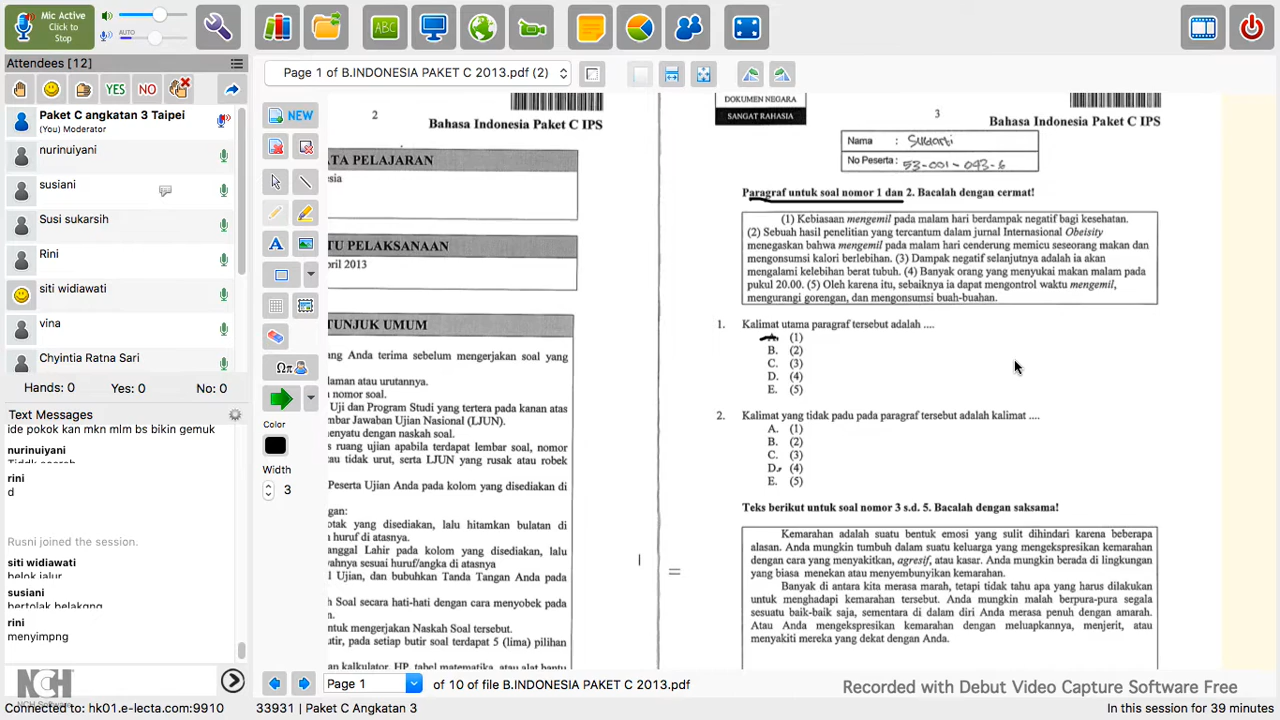 Mic Active
Click to
Stop
AUTO
ABC
Attendees [12]
YES
NO
Paket C angkatan 3 Taipei
(You) Moderator
nurinuiyani
susiani
Susi sukarsih
Rini
siti widiawati
vina
Chyintia Ratna Sari
Hands: 0
Yes: 0
No: 0
Text Messages
ide pokok kan mkn mlm bs bikin gemuk
nurinuiyani
rini
d
Rusni joined the session.
siti widiawati
belok jalur
susiani
bertolak belakang
rini
menyimpng
NCH
Connected to: hk01.e-lecta.com:9910
Page 1 of B.INDONESIA PAKET C 2013.pdf (2)
NEW
A
Color
Width
3
2
Bahasa Indonesia Paket C IPS
ATA PELAJARAN
esia
TU PELAKSANAAN
pril 2013
TUNJUK UMUM
ang Anda terima sebelum mengerjakan soal yang
laman atau urutannya.
nomor soal.
Uji dan Program Studi yang tertera pada kanan atas
mbar Jawaban Ujian Nasional (LJUN).
menyatu dengan naskah soal.
s ruang ujian apabila terdapat lembar soal, nomor
au tidak urut, serta LJUN yang rusak atau robek
Peserta Ujian Anda pada kolom yang disediakan di
gan:
otak yang disediakan, lalu hitamkan bulatan di
huruf di atasnya.
anggal Lahir pada kolom yang disediakan, lalu
vahnya sesuai huruf/angka di atasnya
l Ujian, dan bubuhkan Tanda Tangan Anda pada
h Soal secara hati-hati dengan cara menyobek pada
ntuk mengerjakan Naskah Soal tersebut.
utir, pada setiap butir soal terdapat 5 (lima) pilihan
an kalkulator, HP, tabel matematika, atau alat bantu
DOKUMEN NEGARA
SANGAT RAHASIA
3
Bahasa Indonesia Paket C IPS
Nama : Sudarti
No Peserta : 53-001-043-6
Paragraf untuk soal nomor 1 dan 2. Bacalah dengan cermat!
(1) Kebiasaan mengemil pada malam hari berdampak negatif bagi kesehatan.
(2) Sebuah hasil penelitian yang tercantum dalam jurnal Internasional Obeisity
menegaskan bahwa mengemil pada malam hari cenderung memicu seseorang makan dan
mengonsumsi kalori berlebihan. (3) Dampak negatif selanjutnya adalah ia akan
mengalami kelebihan berat tubuh. (4) Banyak orang yang menyukai makan malam pada
pukul 20.00. (5) Oleh karena itu, sebaiknya ia dapat mengontrol waktu mengemil,
mengurangi gorengan, dan mengonsumsi buah-buahan.
1. Kalimat utama paragraf tersebut adalah ....
A. (1)
B. (2)
C. (3)
D. (4)
E. (5)
2. Kalimat yang tidak padu pada paragraf tersebut adalah kalimat ....
A. (1)
B. (2)
C. (3)
D. (4)
E. (5)
Teks berikut untuk soal nomor 3 s.d. 5. Bacalah dengan saksama!
Kemarahan adalah suatu bentuk emosi yang sulit dihindari karena beberapa
alasan. Anda mungkin tumbuh dalam suatu keluarga yang mengekspresikan kemarahan
dengan cara yang menyakitkan, agresif, atau kasar. Anda mungkin berada di lingkungan
yang biasa menekan atau menyembunyikan kemarahan.
Banyak di antara kita merasa marah, tetapi tidak tahu apa yang harus dilakukan
untuk menghadapi kemarahan tersebut. Anda mungkin malah berpura-pura segala
sesuatu baik-baik saja, sementara di dalam diri Anda merasa penuh dengan amarah.
Atau Anda mengekspresikan kemarahan dengan meluapkannya, menjerit, atau
menyakiti mereka yang dekat dengan Anda.
Page 1
of 10 of file B.INDONESIA PAKET C 2013.pdf
Recorded with Debut Video Capture Software Free
33931 | Paket C Angkatan 3
In this session for 39 minutes